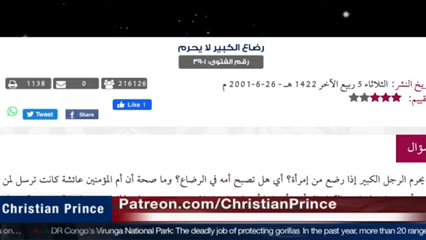 رضاع الكبير لا يحرم
رقم الفتوى: ٣٩٠١
1138 0 216126
تاريخ النشر: الثلاثاء 5 ربيع الآخر 1422 هـ - 26-6-2001 م
Like 1
Tweet Share
يحرم الرجل الكبير إذا رضع من إمرأة؟ أي هل تصبح أمه في الرضاع؟ وما صحة أن أم المؤمنين عائشة كانت ترسل لمن
Christian Prince
Patreon.com/ChristianPrince
DR Congo's Virunga National Park: The deadly job of protecting gorillas In the past year, more than 20 range